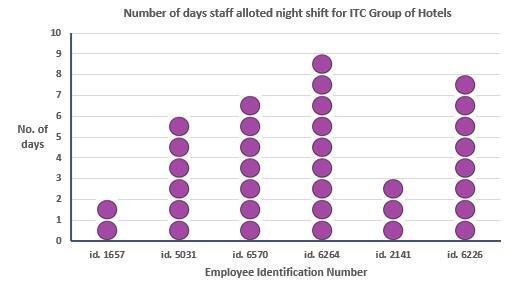 Number of days staff alloted night shift for ITC Group of Hotels
10
9
8
7
6
5
4
3
2
1
0
No. of
days
id. 1657 id. 5031 id. 6570 id. 6264 id. 2141 id. 6226
Employee Identification Number